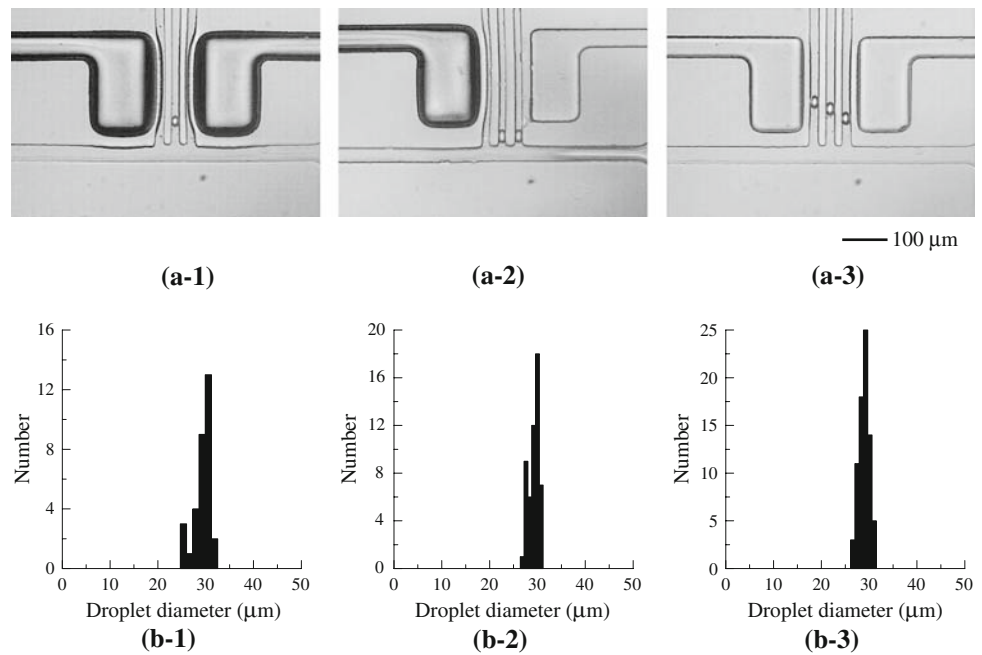 100 μm
(a-1) (a-2) (a-3)
16
12
8
4
0
Number
0 10 20 30 40 50
Droplet diameter (μm)
(b-1)
20
16
12
8
4
0
Number
0 10 20 30 40 50
Droplet diameter (μm)
(b-2)
25
20
15
10
5
0
Number
0 10 20 30 40 50
Droplet diameter (μm)
(b-3)